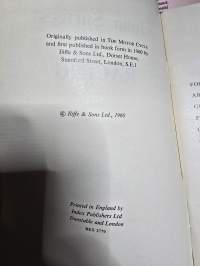 Originally published in THE MOTOR CYCLE
and first published in book form in 1960 by
Iliffe & Sons Ltd., Dorset House,
Stamford Street, London, S.E.1
© Iliffe & Sons Ltd., 1960
Printed in England by
Index Publishers Ltd
Dunstable and London
BKS 3770